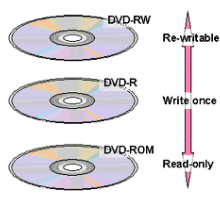 DVD-RW
Re-writable
DVD-R
Write once
DVD-ROM
Read-only